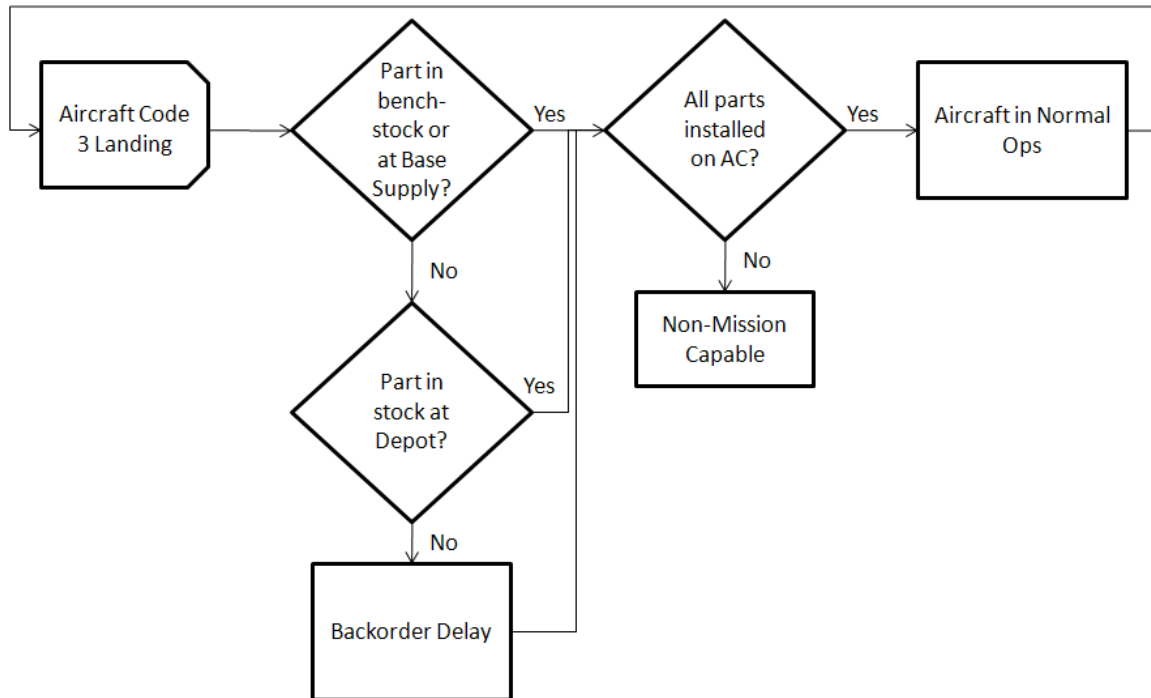 Aircraft Code
3 Landing
Part in
bench-
stock or
at Base
Supply?
Yes
All parts
installed
on AC?
Yes
Aircraft in Normal
Ops
No
No
Non-Mission
Capable
Part in
stock at
Depot?
Yes
No
Backorder Delay